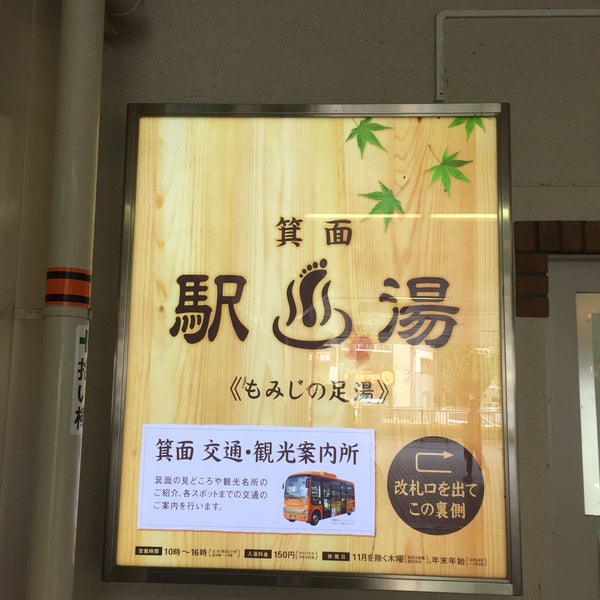 箕面
駅 湯
《もみじの足湯》
箕面 交通・観光案内所
箕面の見どころや観光名所の
ご紹介、各スポットまでの交通の
ご案内を行います。
改札口を出て
この裏側
営業時間 10時〜16時 入浴料金 150円 休業日 11月を除く木曜 、年末年始